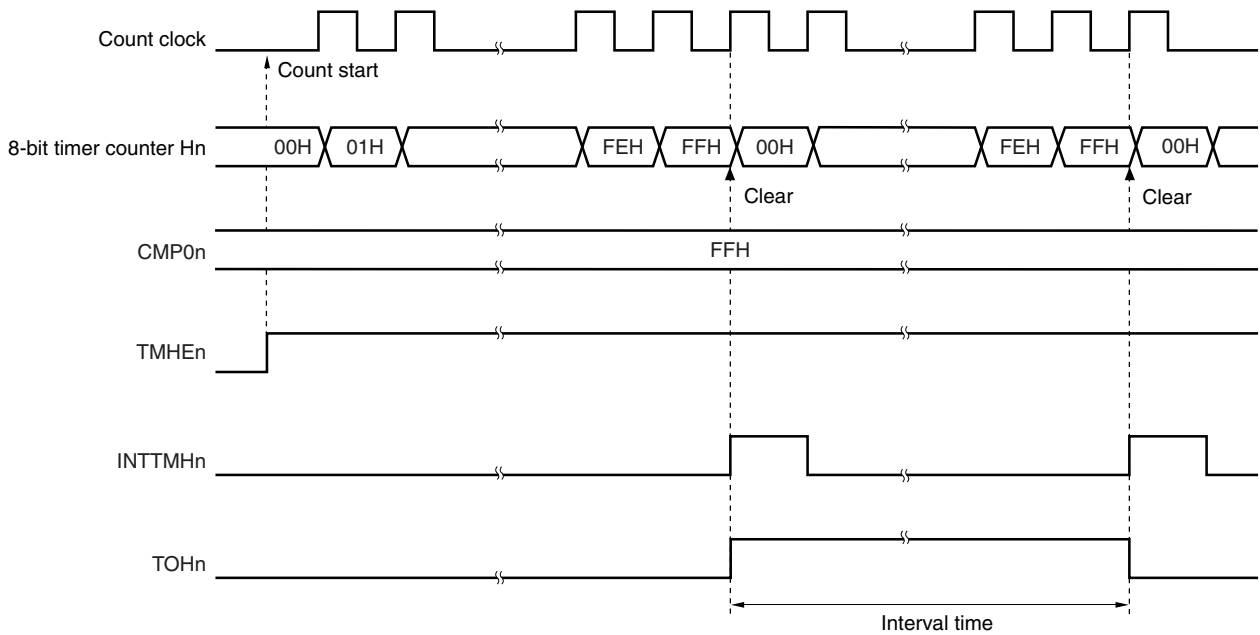 Count clock
Count start
8-bit timer counter Hn
00H 01H FEH FFH 00H FEH FFH 00H
Clear Clear
CMP0n
FFH
TMHEn
INTTMHn
TOHn
Interval time